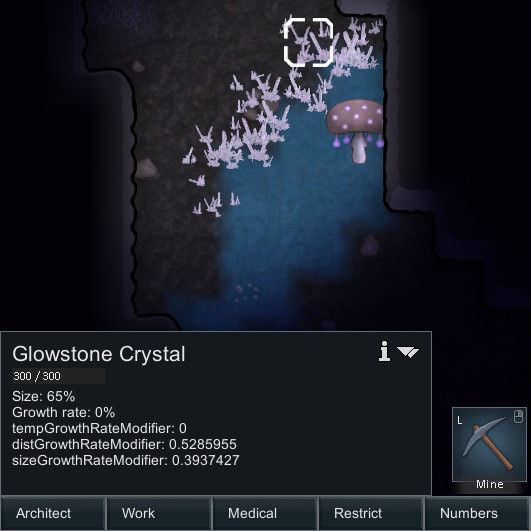 Glowstone Crystal
300 / 300
Size: 65%
Growth rate: 0%
tempGrowthRateModifier: 0
distGrowthRateModifier: 0.5285955
sizeGrowthRateModifier: 0.3937427
L
Mine
Architect
Work
Medical
Restrict
Numbers